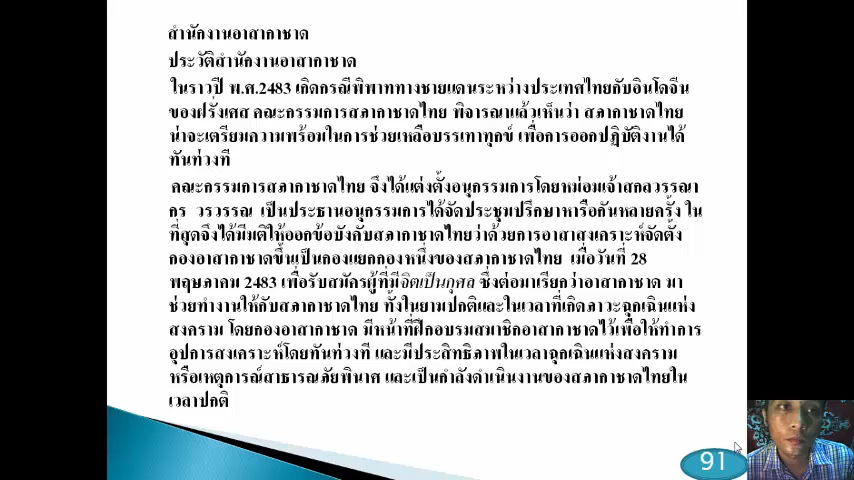 สำนักงานอาสากาชาด
ประวัติสำนักงานอาสากาชาด
ในราวปี พ.ศ.2483 เกิดกรณีพิพาททางชายแดนระหว่างประเทศไทยกับอินโดจีน
ของฝรั่งเศส คณะกรรมการสภากาชาดไทย พิจารณาแล้วเห็นว่า สภากาชาดไทย
น่าจะเตรียมความพร้อมในการช่วยเหลือบรรเทาทุกข์ เพื่อการออกปฏิบัติงานได้
ทันท่วงที
คณะกรรมการสภากาชาดไทย จึงได้แต่งตั้งอนุกรรมการโดยหม่อมเจ้าสกลวรรณา
กร วรวรรณ เป็นประธานอนุกรรมการได้จัดประชุมปรึกษาหารือกันหลายครั้ง ใน
ที่สุดจึงได้มีมติให้ออกข้อบังคับสภากาชาดไทยว่าด้วยการอาสาสงเคราะห์จัดตั้ง
กองอาสากาชาดขึ้นเป็นกองแยกกองหนึ่งของสภากาชาดไทย เมื่อวันที่ 28
พฤษภาคม 2483 เพื่อรับสมัครผู้ที่มีจิตเป็นกุศล ซึ่งต่อมาเรียกว่าอาสากาชาด มา
ช่วยทำงานให้กับสภากาชาดไทย ทั้งในยามปกติและในเวลาที่เกิดภาวะฉุกเฉินแห่ง
สงคราม โดยกองอาสากาชาด มีหน้าที่ฝึกอบรมสมาชิกอาสากาชาดไว้เพื่อให้ทำการ
อุปการสงเคราะห์โดยทันท่วงที และมีประสิทธิภาพในเวลาฉุกเฉินแห่งสงคราม
หรือเหตุการณ์สาธารณภัยพินาศ และเป็นกำลังดำเนินงานของสภากาชาดไทยใน
เวลาปกติ
91